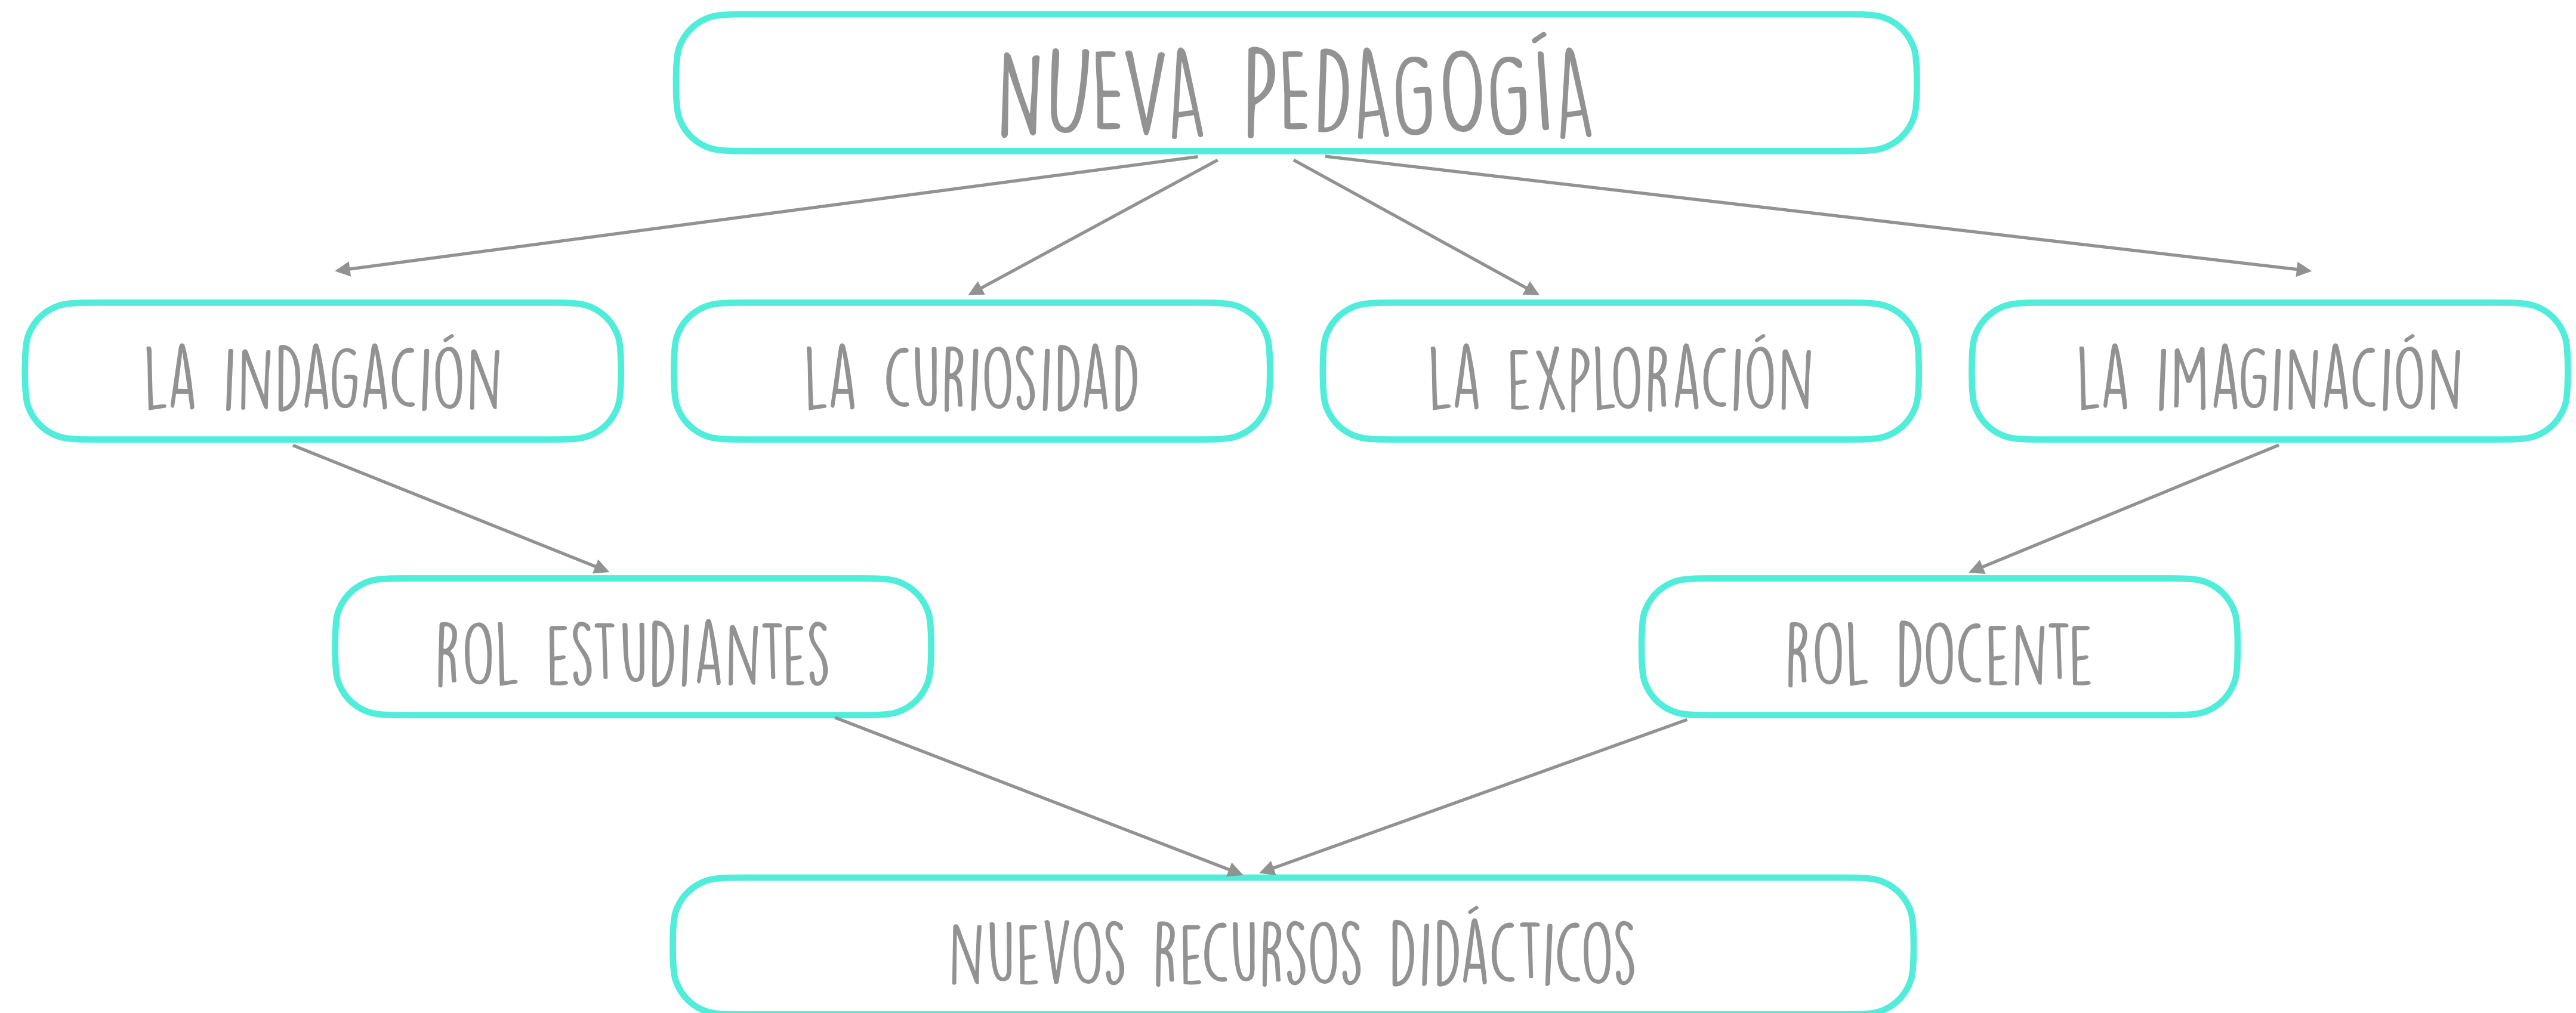 NUEVA PEDAGOGÍA
LA INDAGACIÓN
LA CURIOSIDAD
LA EXPLORACIÓN
LA IMAGINACIÓN
ROL ESTUDIANTES
ROL DOCENTE
NUEVOS RECURSOS DIDÁCTICOS